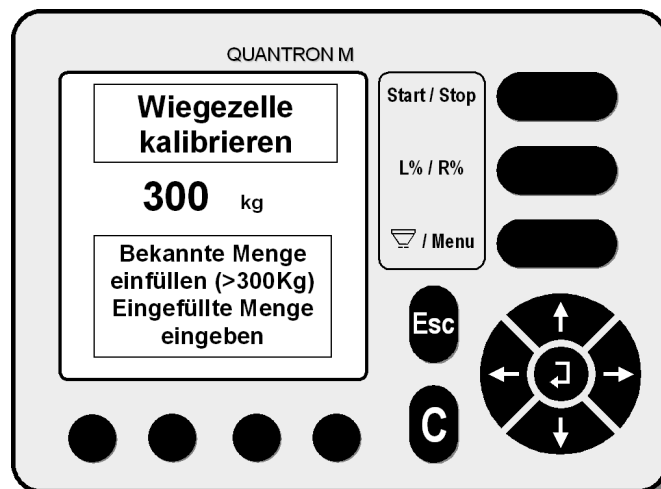 QUANTRON M
Wiegezelle
kalibrieren
300 kg
Bekannte Menge
einfüllen (>300Kg)
Eingefüllte Menge
eingeben
Start / Stop
L% / R%
/ Menu
Esc
C